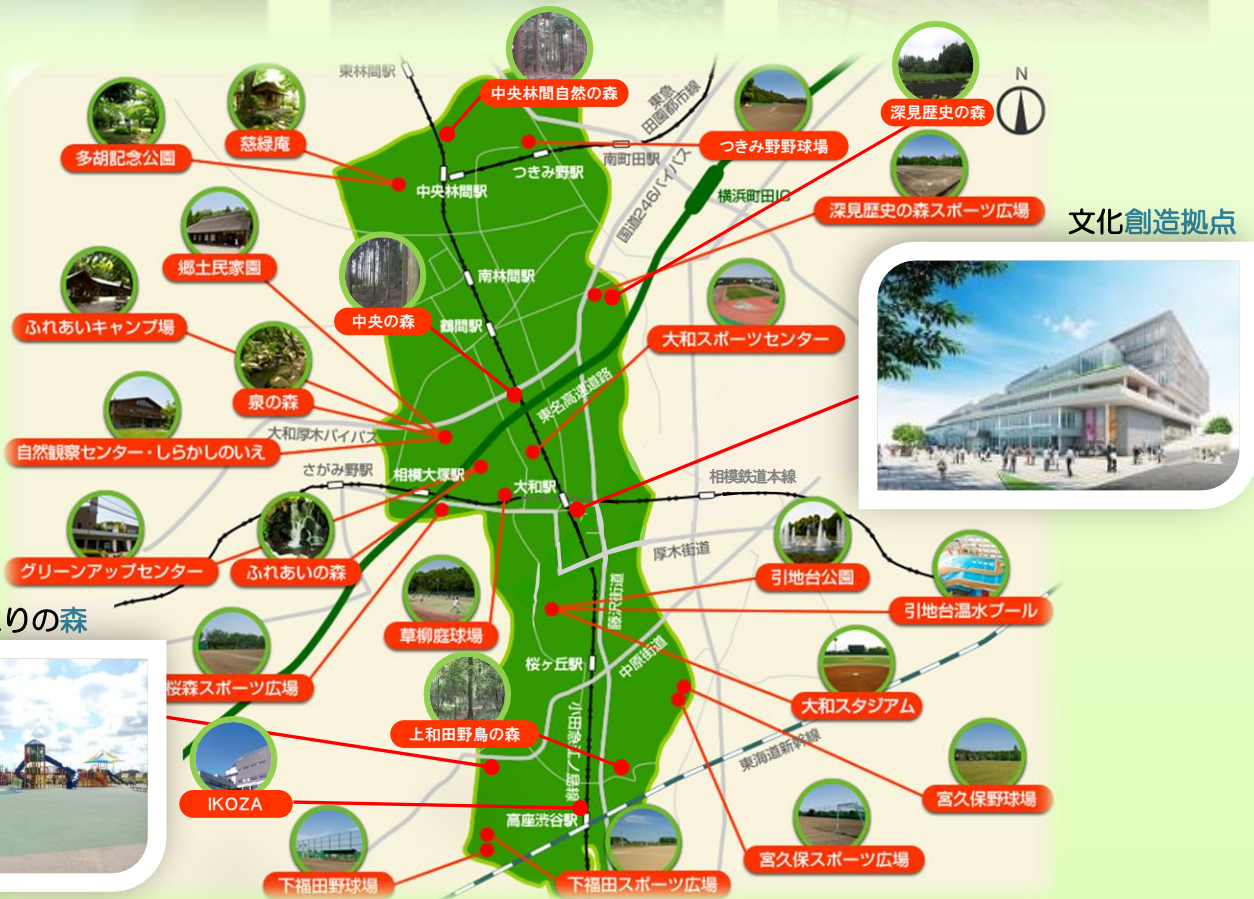 東林間駅
中央林間自然の森
東急
田園都市線
深見歴史の森
N
多胡記念公園
慈緑庵
つきみ野野球場
つきみ野駅
南町田駅
中央林間駅
国道246バイパス
横浜町田IC
深見歴史の森スポーツ広場
文化創造拠点
郷土民家園
南林間駅
ふれあいキャンプ場
中央の森
鶴間駅
大和スポーツセンター
泉の森
東名高速道路
大和厚木バイパス
自然観察センター・しらかしのいえ
さがみ野駅
相模大塚駅
大和駅
相模鉄道本線
グリーンアップセンター
ふれあいの森
厚木街道
引地台公園
引地台温水プール
藤沢街道
りの森
草柳庭球場
桜ヶ丘駅
中原街道
桜森スポーツ広場
大和スタジアム
上和田野鳥の森
小田急江ノ島線
東海道新幹線
IKOZA
宮久保野球場
高座渋谷駅
宮久保スポーツ広場
下福田野球場
下福田スポーツ広場